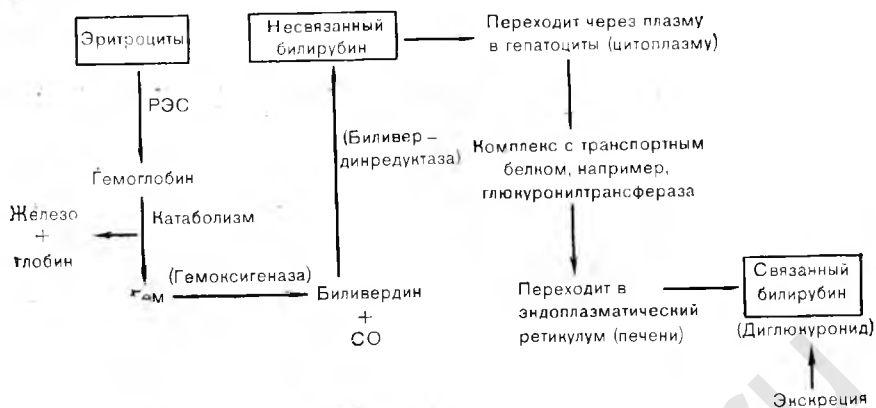 Эритроциты
РЭС
Гемоглобин
Железо
+
глобин
Катаболизм
Гем
(Гемоксигеназа)
Биливердин
+
СО
(Биливер –
динредуктаза)
Несвязанный
билирубин
Переходит через плазму
в гепатоциты (цитоплазму)
Комплекс с транспортным
белком, например,
глюкуронилтрансфераза
Переходит в
эндоплазматический
ретикулум (печени)
Связанный
билирубин
(Диглюкуронид)
Экскреция